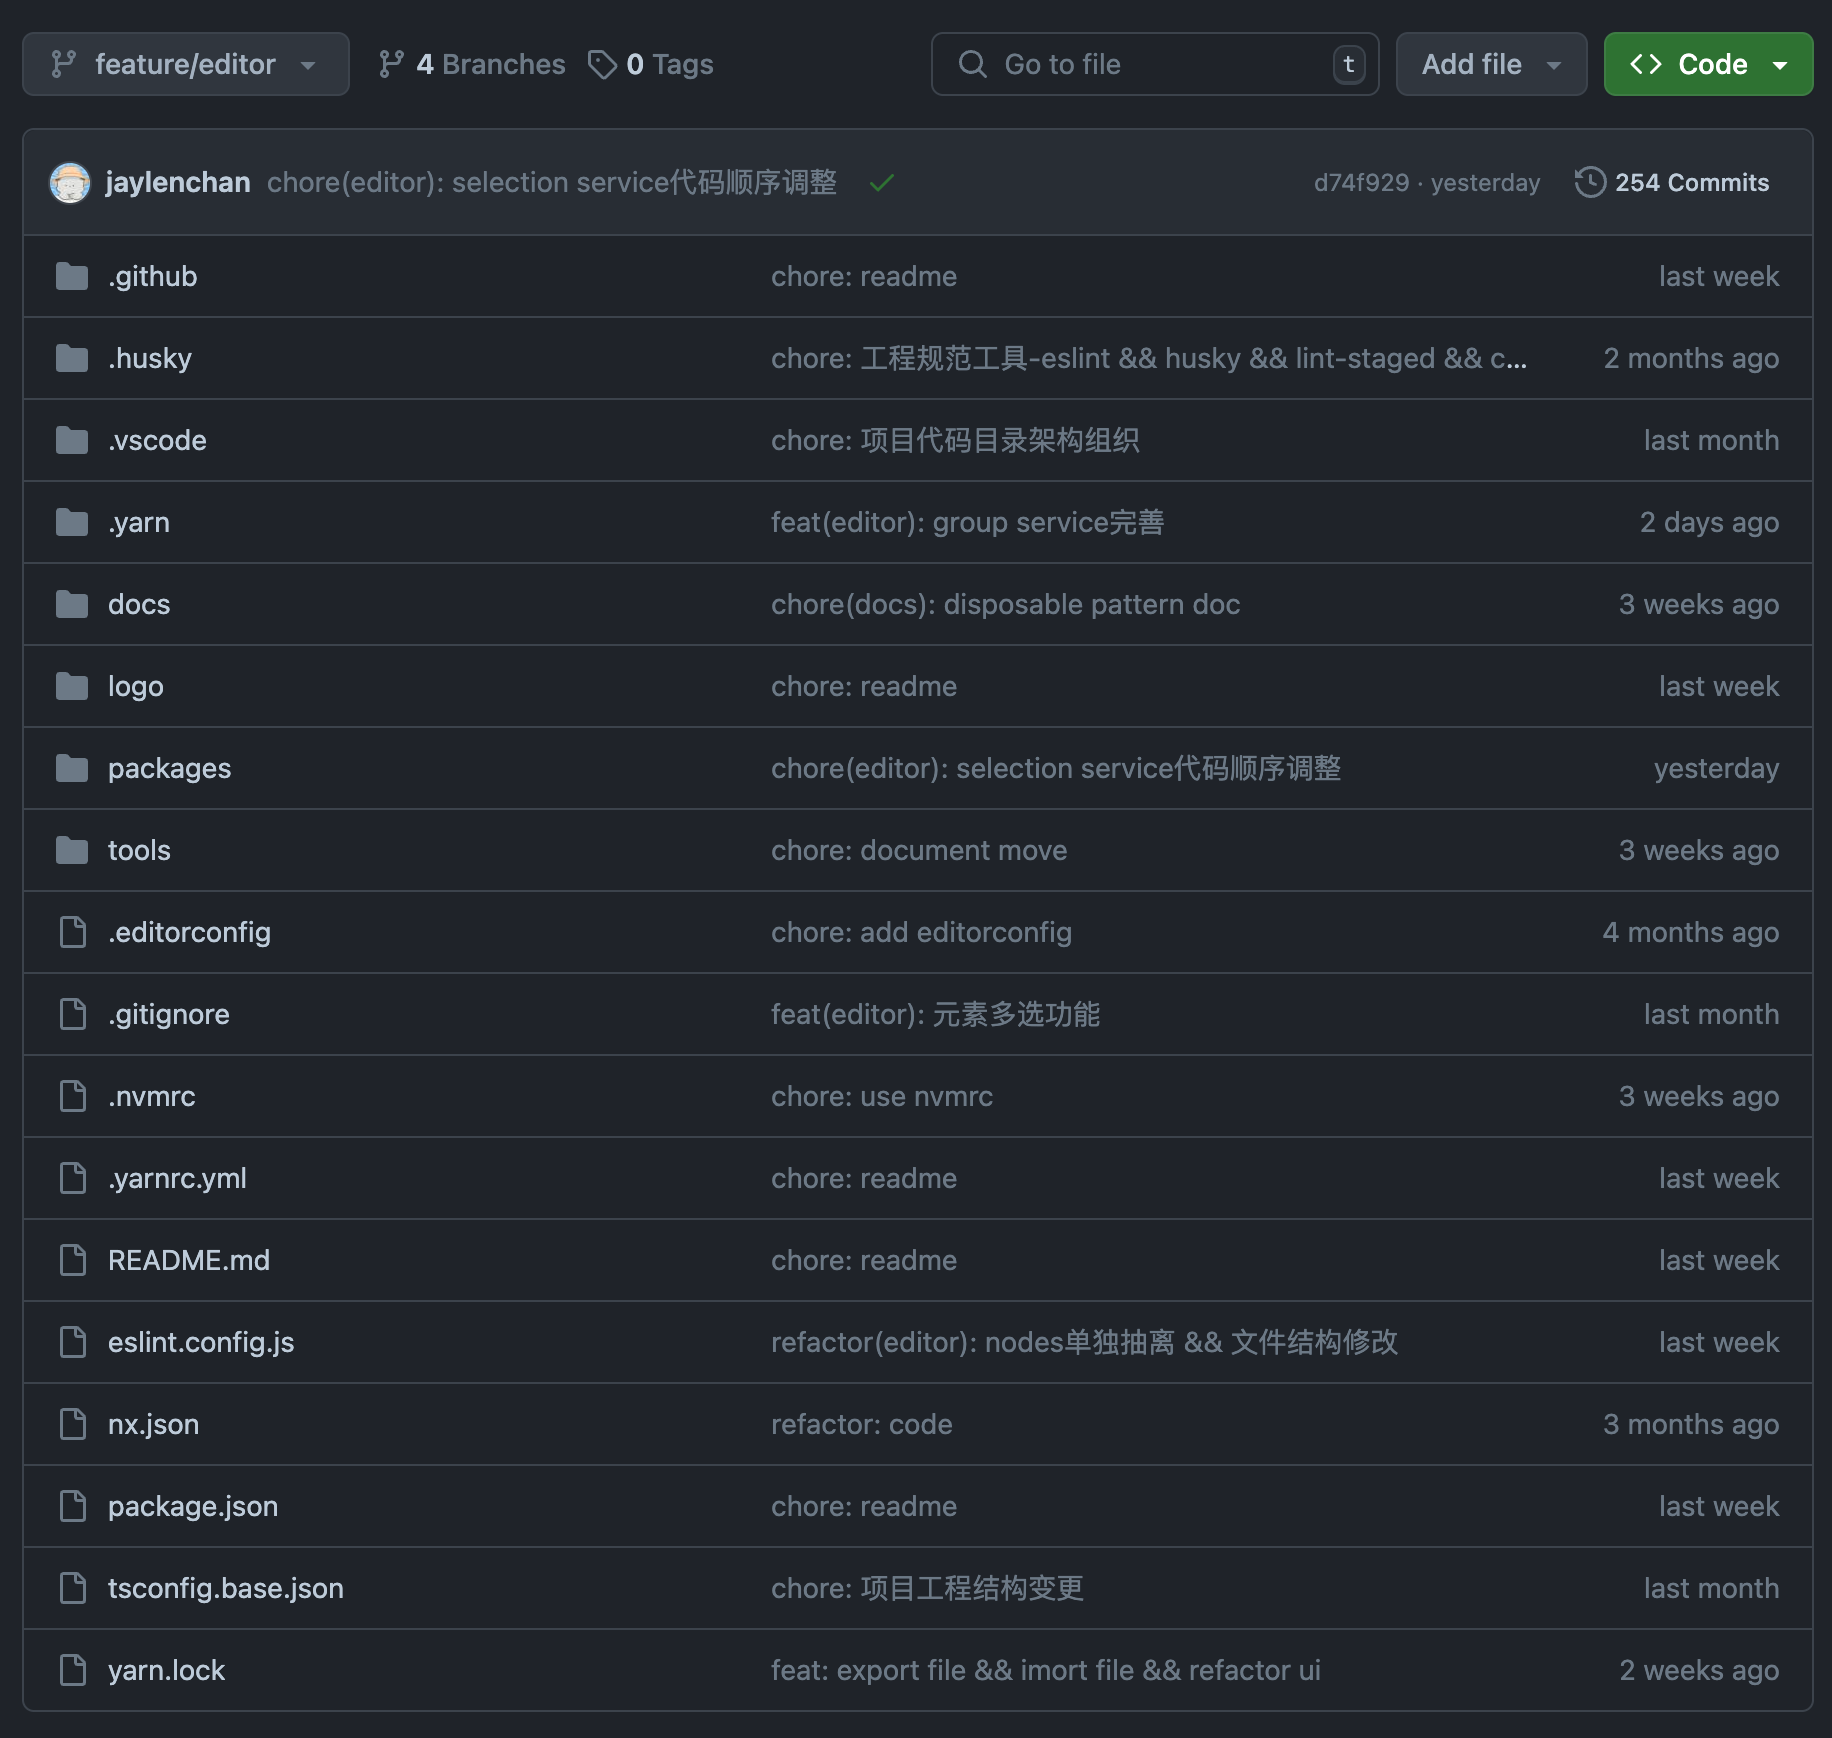 feature/editor 4 Branches 0 Tags Go to file t Add file Code
jaylenchan chore(editor): selection service代码顺序调整 d74f929 · yesterday 254 Commits
.github chore: readme last week
.husky chore: 工程规范工具-eslint && husky && lint-staged && c... 2 months ago
.vscode chore: 项目代码目录架构组织 last month
.yarn feat(editor): group service完善 2 days ago
docs chore(docs): disposable pattern doc 3 weeks ago
logo chore: readme last week
packages chore(editor): selection service代码顺序调整 yesterday
tools chore: document move 3 weeks ago
.editorconfig chore: add editorconfig 4 months ago
.gitignore feat(editor): 元素多选功能 last month
.nvmrc chore: use nvmrc 3 weeks ago
.yarnrc.yml chore: readme last week
README.md chore: readme last week
eslint.config.js refactor(editor): nodes单独抽离 && 文件结构修改 last week
nx.json refactor: code 3 months ago
package.json chore: readme last week
tsconfig.base.json chore: 项目工程结构变更 last month
yarn.lock feat: export file && imort file && refactor ui 2 weeks ago